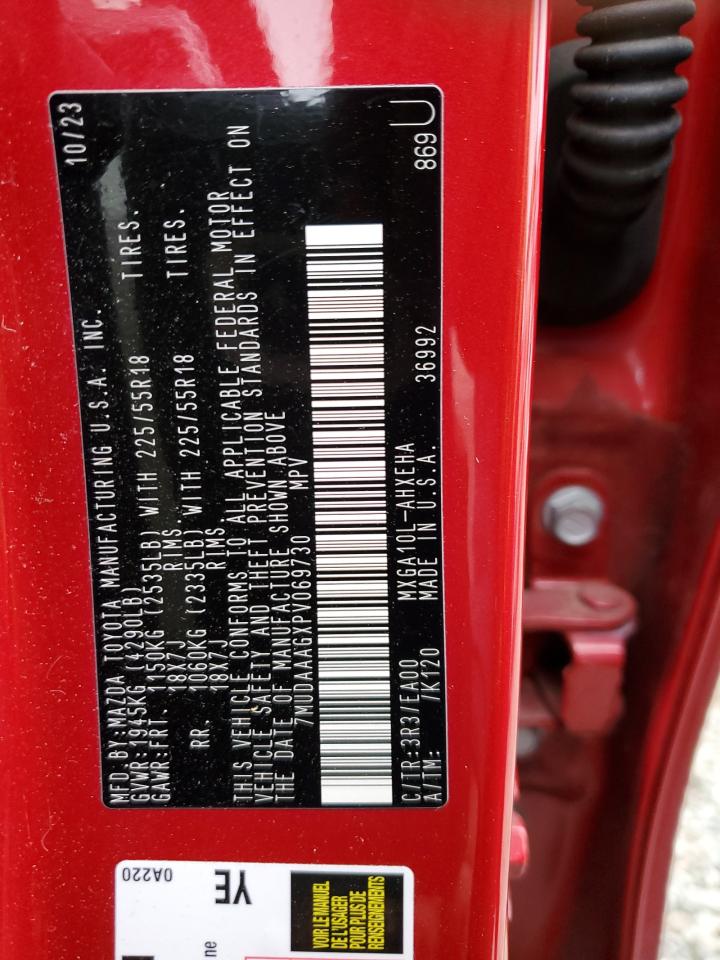 MFD.BY:MAZDA TOYOTA MANUFACTURING U.S.A. INC. 10/23
GVWR:1945KG (4290LB)
GAWR:FRT. 1150KG (2535LB) WITH 225/55R18 TIRES.
18X7J RIMS.
RR. 1060KG (2335LB) WITH 225/55R18 TIRES.
18X7J RIMS.
THIS VEHICLE CONFORMS TO ALL APPLICABLE FEDERAL MOTOR
VEHICLE SAFETY AND THEFT PREVENTION STANDARDS IN EFFECT ON
THE DATE OF MANUFACTURE SHOWN ABOVE
7MUDAAAGXPV069730 MPV
C/TR:3R3/EA00 MXGA10L-AHXEHA
A/TM: /K120 MADE IN U.S.A. 36992 869 U
0A220
YE
ne
VOIR LE MANUEL
DE L'USAGER
POUR PLUS DE
RENSEIGNEMENTS